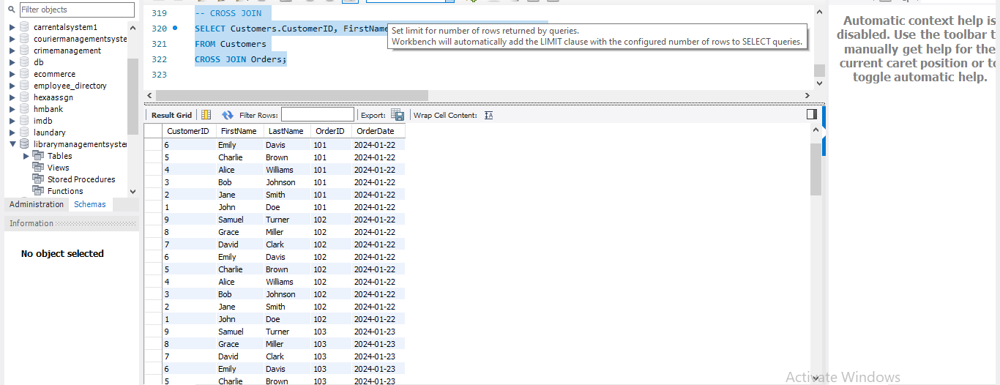 Filter objects
carrentalsystem1
couriermanagementsyste
crimemanagement
db
ecommerce
employee_directory
hexaassgn
hmbank
imdb
laundary
librarymanagementsyste
Tables
Views
Stored Procedures
Functions
Administration Schemas
Information
No object selected
319 -- CROSS JOIN
320 SELECT Customers.CustomerID, FirstName
321 FROM Customers
322 CROSS JOIN Orders;
323
Set limit for number of rows returned by queries.
Workbench will automatically add the LIMIT clause with the configured number of rows to SELECT queries.
Result Grid Filter Rows: Export: Wrap Cell Content:
CustomerID FirstName LastName OrderID OrderDate
6 Emily Davis 101 2024-01-22
5 Charlie Brown 101 2024-01-22
4 Alice Williams 101 2024-01-22
3 Bob Johnson 101 2024-01-22
2 Jane Smith 101 2024-01-22
1 John Doe 101 2024-01-22
9 Samuel Turner 102 2024-01-22
8 Grace Miller 102 2024-01-22
7 David Clark 102 2024-01-22
6 Emily Davis 102 2024-01-22
5 Charlie Brown 102 2024-01-22
4 Alice Williams 102 2024-01-22
3 Bob Johnson 102 2024-01-22
2 Jane Smith 102 2024-01-22
1 John Doe 102 2024-01-22
9 Samuel Turner 103 2024-01-23
8 Grace Miller 103 2024-01-23
7 David Clark 103 2024-01-23
6 Emily Davis 103 2024-01-23
5 Charlie Brown 103 2024-01-23
Automatic context help is
disabled. Use the toolbar t
manually get help for the
current caret position or to
toggle automatic help.
Activate Windows